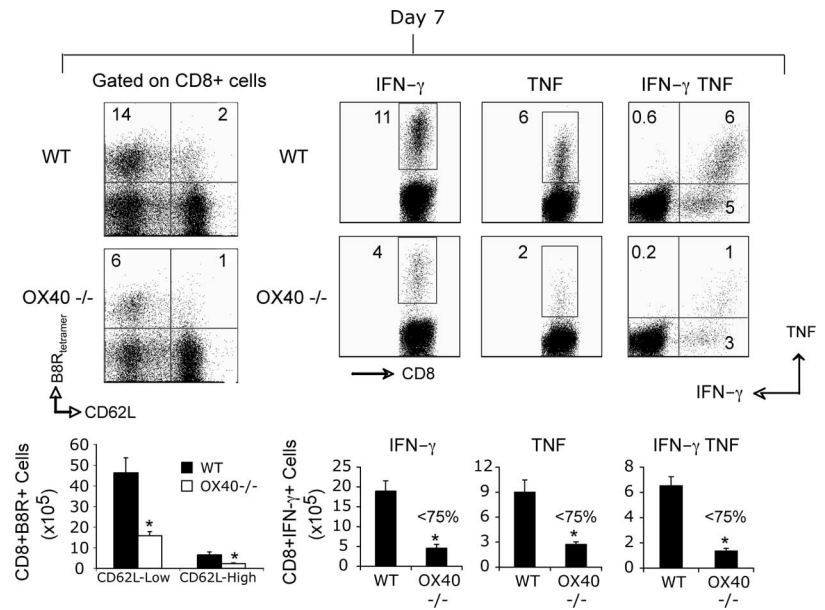 Day 7
Gated on CD8+ cells
IFN–γ
TNF
IFN–γ TNF
WT
14
2
WT
11
6
0.6
6
5
OX40 -/-
6
1
OX40 -/-
4
2
0.2
1
3
B8Rtetramer
CD62L
CD8
TNF
IFN–γ
CD8+B8R+ Cells
(x10⁵)
60
50
40
30
20
10
0
WT
OX40-/-
*
*
CD62L-Low
CD62L-High
CD8+IFN-γ+ Cells
(x10⁵)
IFN–γ
25
20
15
10
5
0
<75%
*
WT
OX40
-/-
TNF
12
9
6
3
0
<75%
*
WT
OX40
-/-
IFN–γ TNF
8
6
4
2
0
<75%
*
WT
OX40
-/-